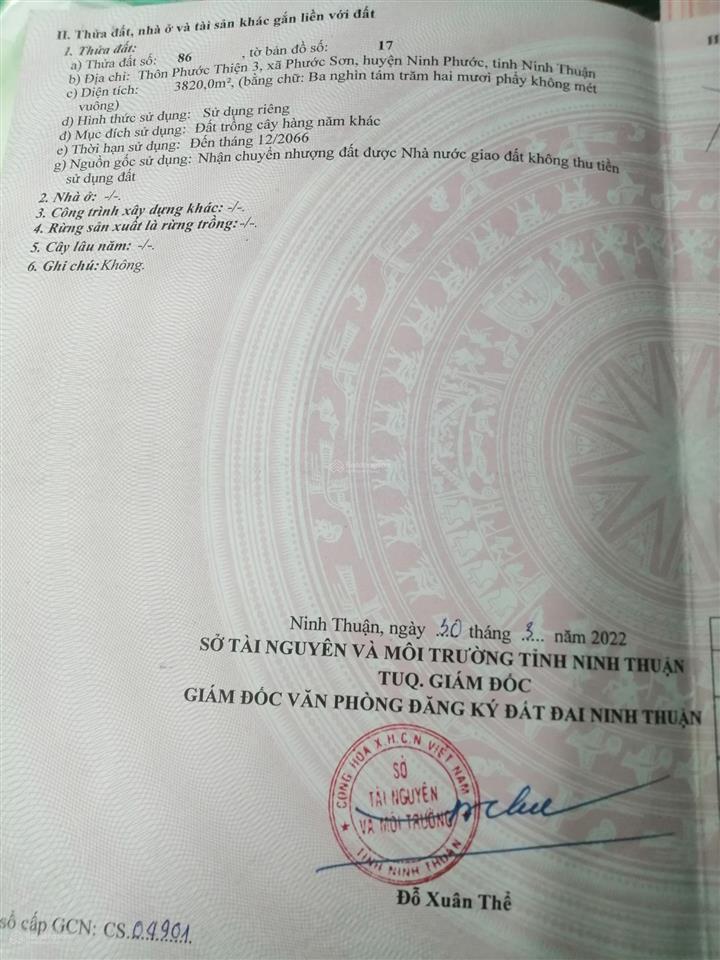 II. Thửa đất, nhà ở và tài sản khác gắn liền với đất
1. Thửa đất:
a) Thửa đất số: 86 , tờ bản đồ số: 17
b) Địa chỉ: Thôn Phước Thiện 3, xã Phước Sơn, huyện Ninh Phước, tỉnh Ninh Thuận
c) Diện tích: 3820,0m², (bằng chữ: Ba nghìn tám trăm hai mươi phẩy không mét
vuông)
d) Hình thức sử dụng: Sử dụng riêng
đ) Mục đích sử dụng: Đất trồng cây hàng năm khác
e) Thời hạn sử dụng: Đến tháng 12/2066
g) Nguồn gốc sử dụng: Nhận chuyển nhượng đất được Nhà nước giao đất không thu tiền
sử dụng đất
2. Nhà ở: -/-.
3. Công trình xây dựng khác: -/-.
4. Rừng sản xuất là rừng trồng: -/-.
5. Cây lâu năm: -/-.
6. Ghi chú: Không.
Ninh Thuận, ngày 30 tháng 3 năm 2022
SỞ TÀI NGUYÊN VÀ MÔI TRƯỜNG TỈNH NINH THUẬN
TUQ. GIÁM ĐỐC
GIÁM ĐỐC VĂN PHÒNG ĐĂNG KÝ ĐẤT ĐAI NINH THUẬN
CỘNG HÒA X.H.C.N VIỆT NAM
SỞ
TÀI NGUYÊN
VÀ MÔI TRƯỜNG
TỈNH NINH THUẬN
Đỗ Xuân Thể
số cấp GCN: CS.04901